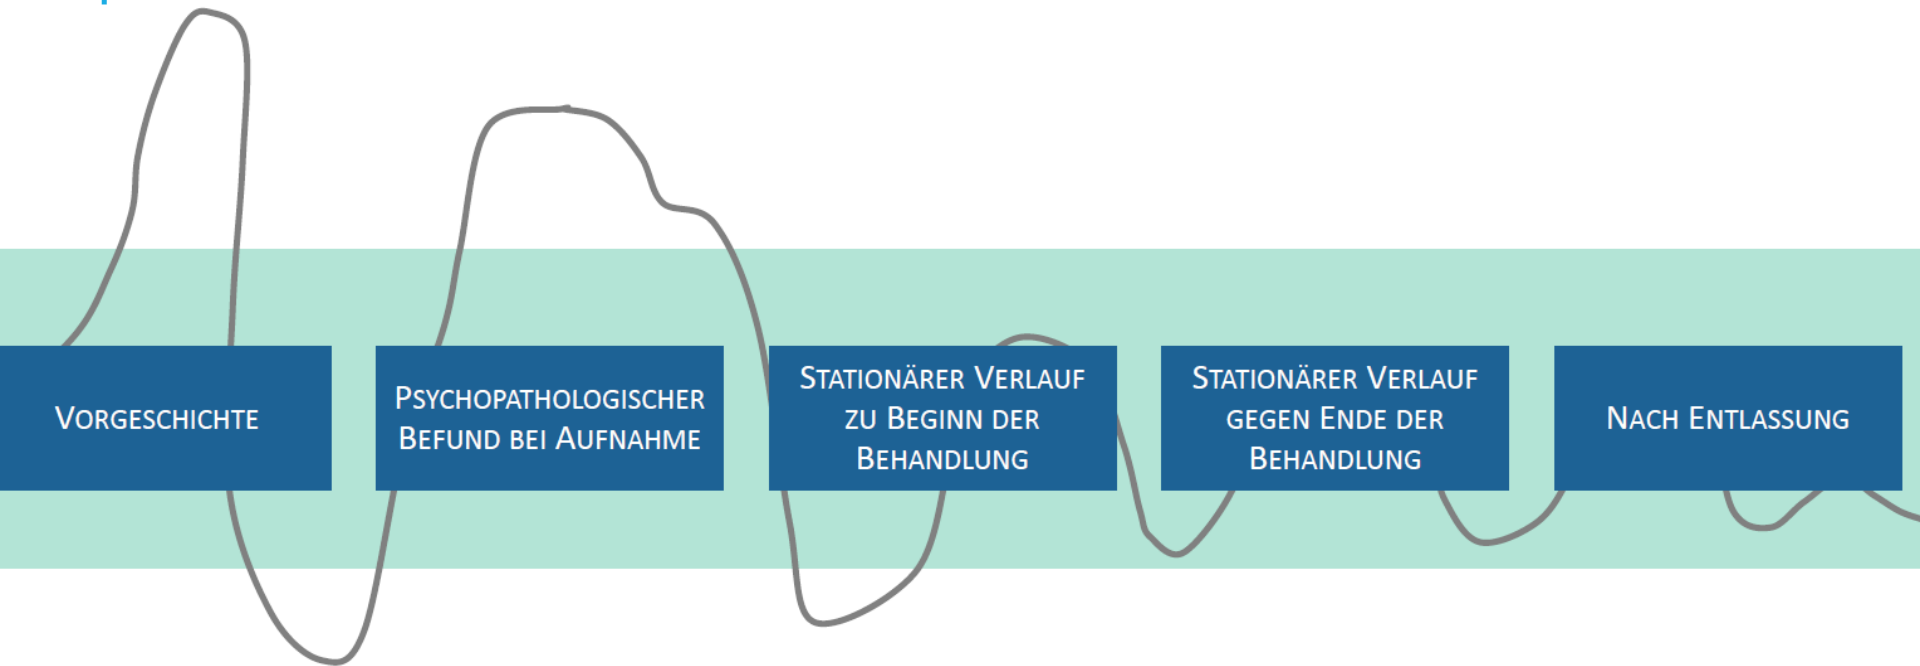 VORGESCHICHTE
PSYCHOPATHOLOGISCHER
BEFUND BEI AUFNAHME
STATIONÄRER VERLAUF
ZU BEGINN DER
BEHANDLUNG
STATIONÄRER VERLAUF
GEGEN ENDE DER
BEHANDLUNG
NACH ENTLASSUNG